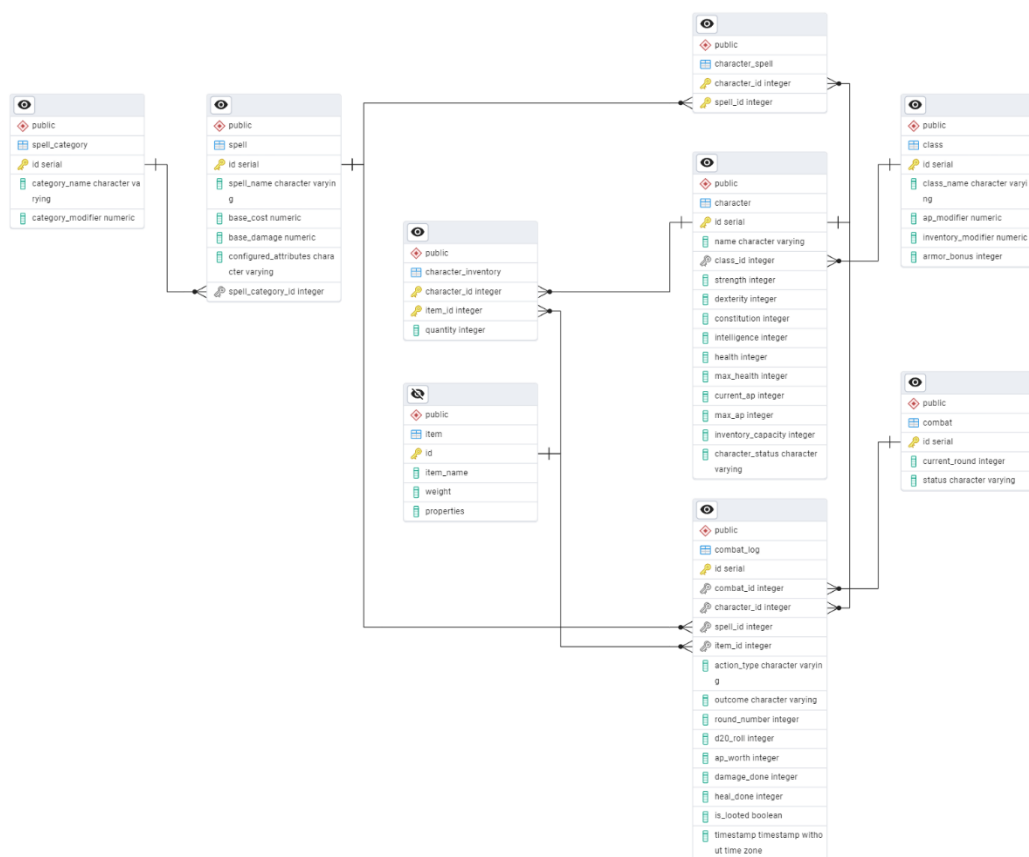 public
spell_category
id serial
category_name character va
rying
category_modifier numeric
public
spell
id serial
spell_name character varyin
g
base_cost numeric
base_damage numeric
configured_attributes chara
cter varying
spell_category_id integer
public
character_inventory
character_id integer
item_id integer
quantity integer
public
item
id
item_name
weight
properties
public
character_spell
character_id integer
spell_id integer
public
character
id serial
name character varying
class_id integer
strength integer
dexterity integer
constitution integer
intelligence integer
health integer
max_health integer
current_ap integer
max_ap integer
inventory_capacity integer
character_status character
varying
public
combat_log
id serial
combat_id integer
character_id integer
spell_id integer
item_id integer
action_type character varyin
g
outcome character varying
round_number integer
d20_roll integer
ap_worth integer
damage_done integer
heal_done integer
is_looted boolean
timestamp timestamp witho
ut time zone
public
class
id serial
class_name character varyi
ng
ap_modifier numeric
inventory_modifier numeric
armor_bonus integer
public
combat
id serial
current_round integer
status character varying